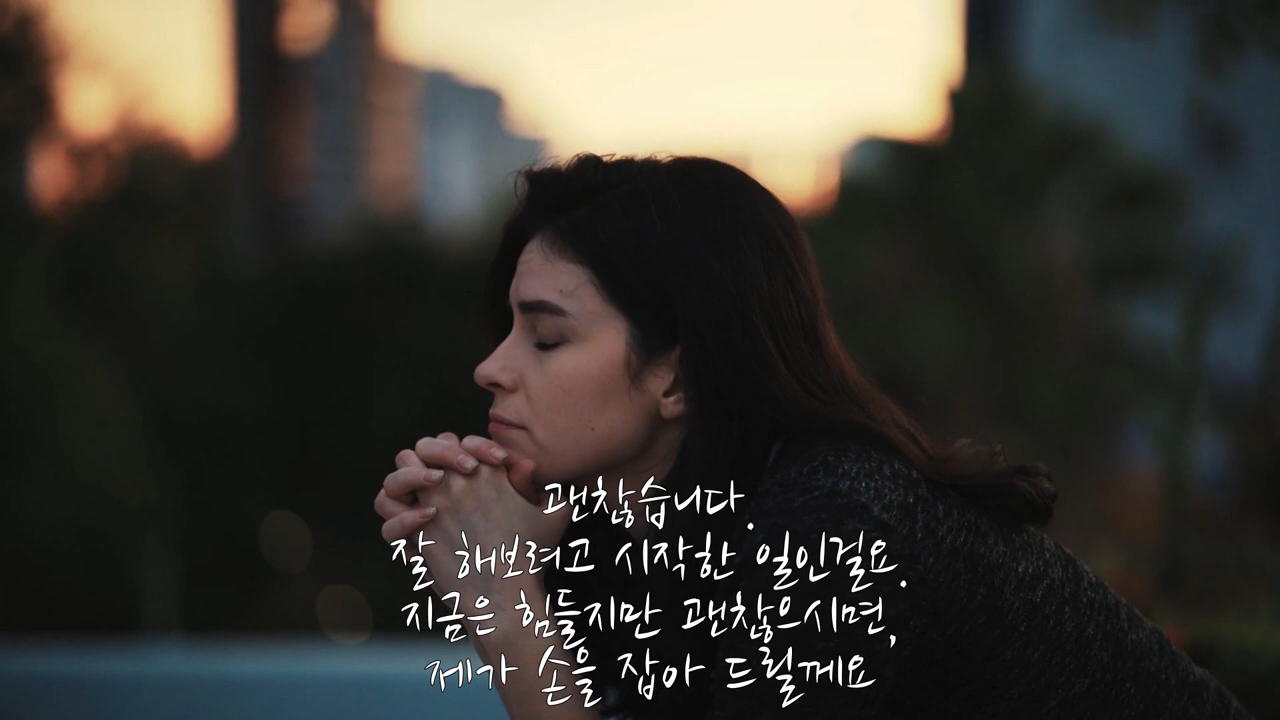 괜찮습니다.
잘 해보려고 시작한 일인걸요.
지금은 힘들지만 괜찮으시면,
제가 손을 잡아 드릴께요